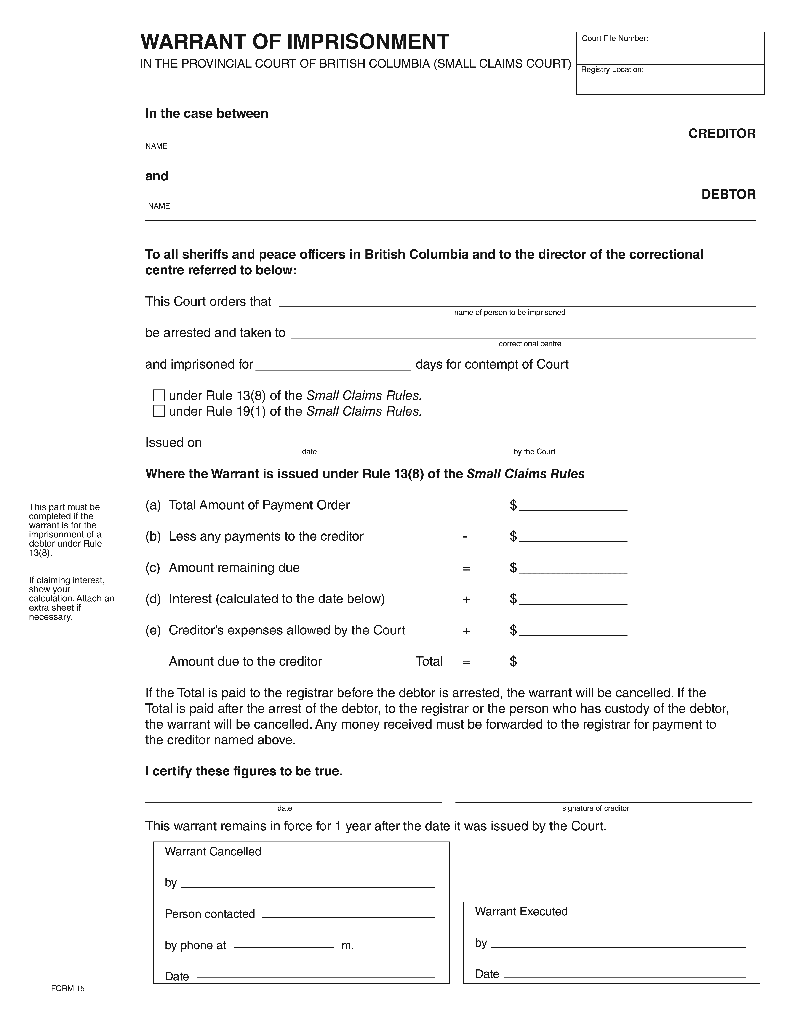 WARRANT OF IMPRISONMENT
IN THE PROVINCIAL COURT OF BRITISH COLUMBIA (SMALL CLAIMS COURT)
Court File Number:
Registry Location:
In the case between
CREDITOR
NAME
and
DEBTOR
NAME
To all sheriffs and peace officers in British Columbia and to the director of the correctional
centre referred to below:
This Court orders that
name of person to be imprisoned
be arrested and taken to
correctional centre
and imprisoned for days for contempt of Court
under Rule 13(8) of the Small Claims Rules.
under Rule 19(1) of the Small Claims Rules.
Issued on
date by the Court
Where the Warrant is issued under Rule 13(8) of the Small Claims Rules
This part must be
completed if the
warrant is for the
imprisonment of a
debtor under Rule
13(8).
If claiming interest,
show your
calculation. Attach an
extra sheet if
necessary.
(a) Total Amount of Payment Order $
(b) Less any payments to the creditor - $
(c) Amount remaining due = $
(d) Interest (calculated to the date below) + $
(e) Creditor's expenses allowed by the Court + $
Amount due to the creditor Total = $
If the Total is paid to the registrar before the debtor is arrested, the warrant will be cancelled. If the
Total is paid after the arrest of the debtor, to the registrar or the person who has custody of the debtor,
the warrant will be cancelled. Any money received must be forwarded to the registrar for payment to
the creditor named above.
I certify these figures to be true.
date signature of creditor
This warrant remains in force for 1 year after the date it was issued by the Court.
Warrant Cancelled
by
Person contacted
by phone at m.
Date
Warrant Executed
by
Date
FORM 15